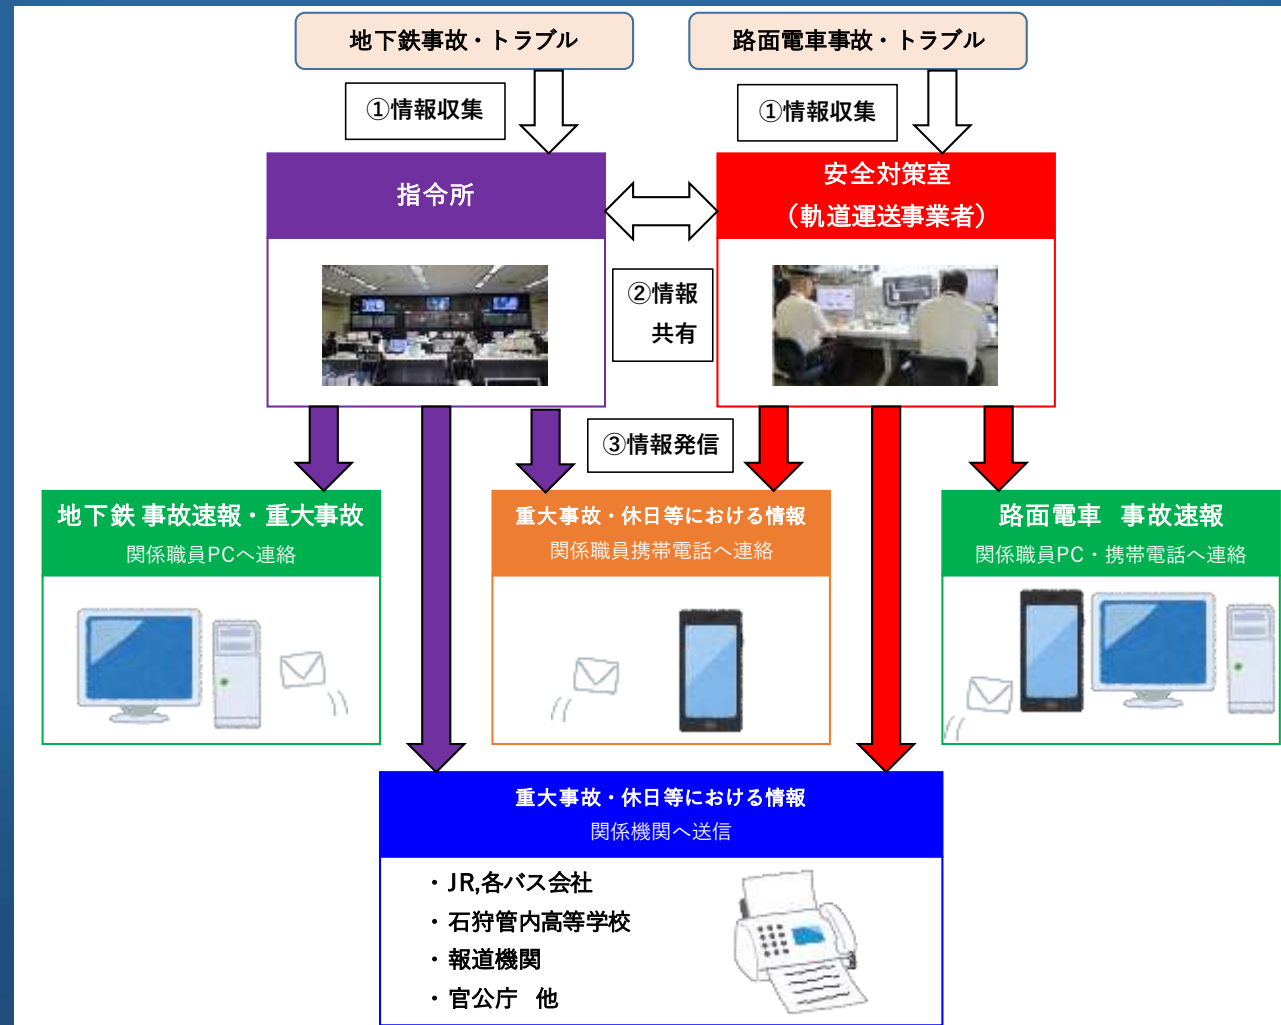 地下鉄事故・トラブル
路面電車事故・トラブル
①情報収集
①情報収集
指令所
安全対策室
（軌道運送事業者）
②情報
共有
③情報発信
地下鉄 事故速報・重大事故
関係職員PCへ連絡
重大事故・休日等における情報
関係職員携帯電話へ連絡
路面電車　事故速報
関係職員PC・携帯電話へ連絡
重大事故・休日等における情報
関係機関へ送信
・JR,各バス会社
・石狩管内高等学校
・報道機関
・官公庁　他